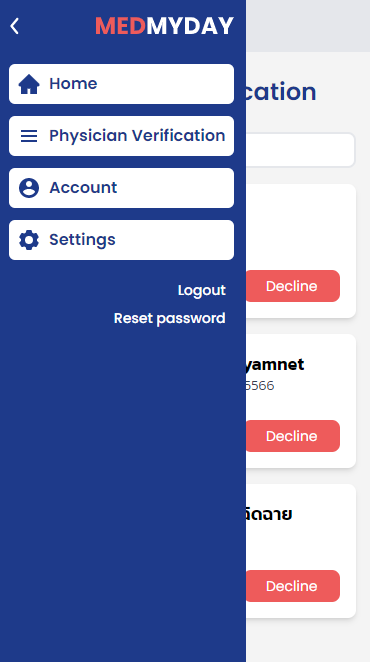 MEDMYDAY
Home
Physician Verification
Account
Settings
Logout
Reset password
cation
Decline
yamnet
5566
Decline
ฉัดฉาย
Decline